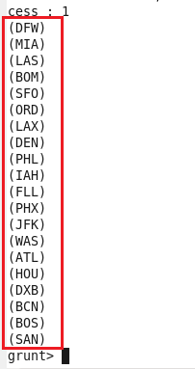 cess : 1
(DFW)
(MIA)
(LAS)
(BOM)
(SFO)
(ORD)
(LAX)
(DEN)
(PHL)
(IAH)
(FLL)
(PHX)
(JFK)
(WAS)
(ATL)
(HOU)
(DXB)
(BCN)
(BOS)
(SAN)
grunt>